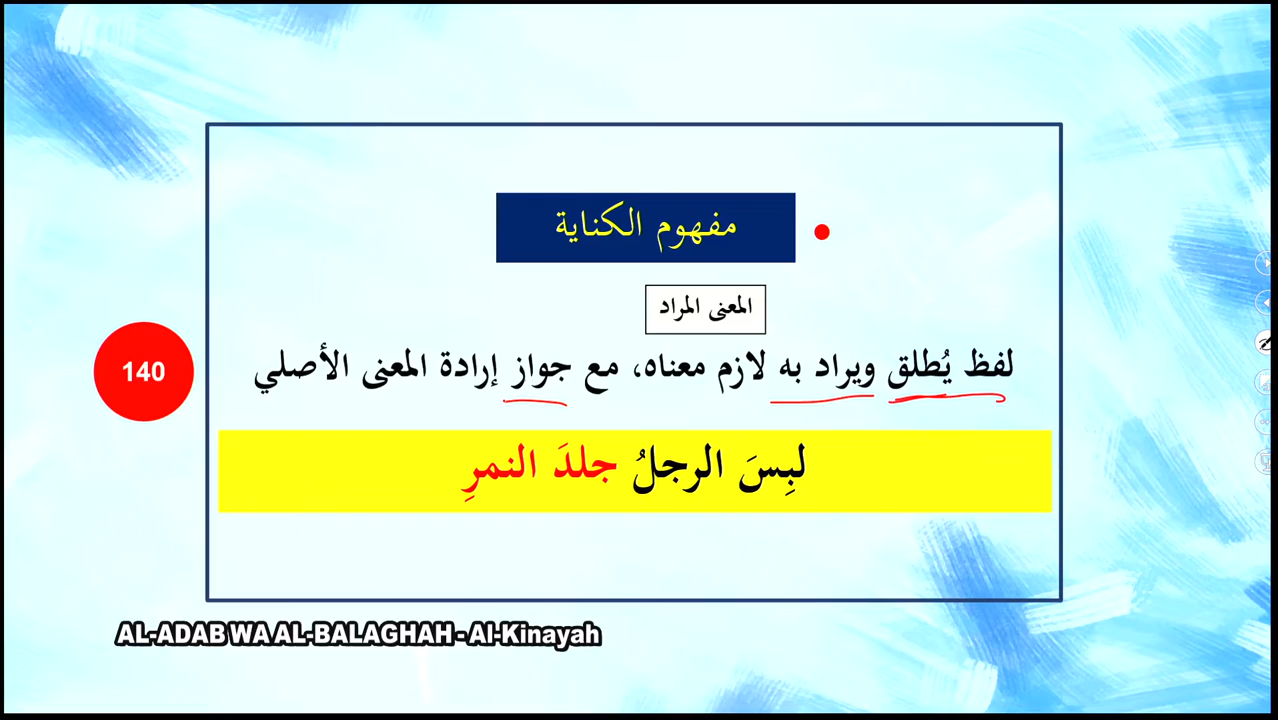 مفهوم الكناية
المعنى المراد
لفظ يُطلق ويراد به لازم معناه، مع جواز إرادة المعنى الأصلي
140
لبِسَ الرجلُ جلدَ النمرِ
AL-ADAB WA AL-BALAGHAH - Al-Kinayah